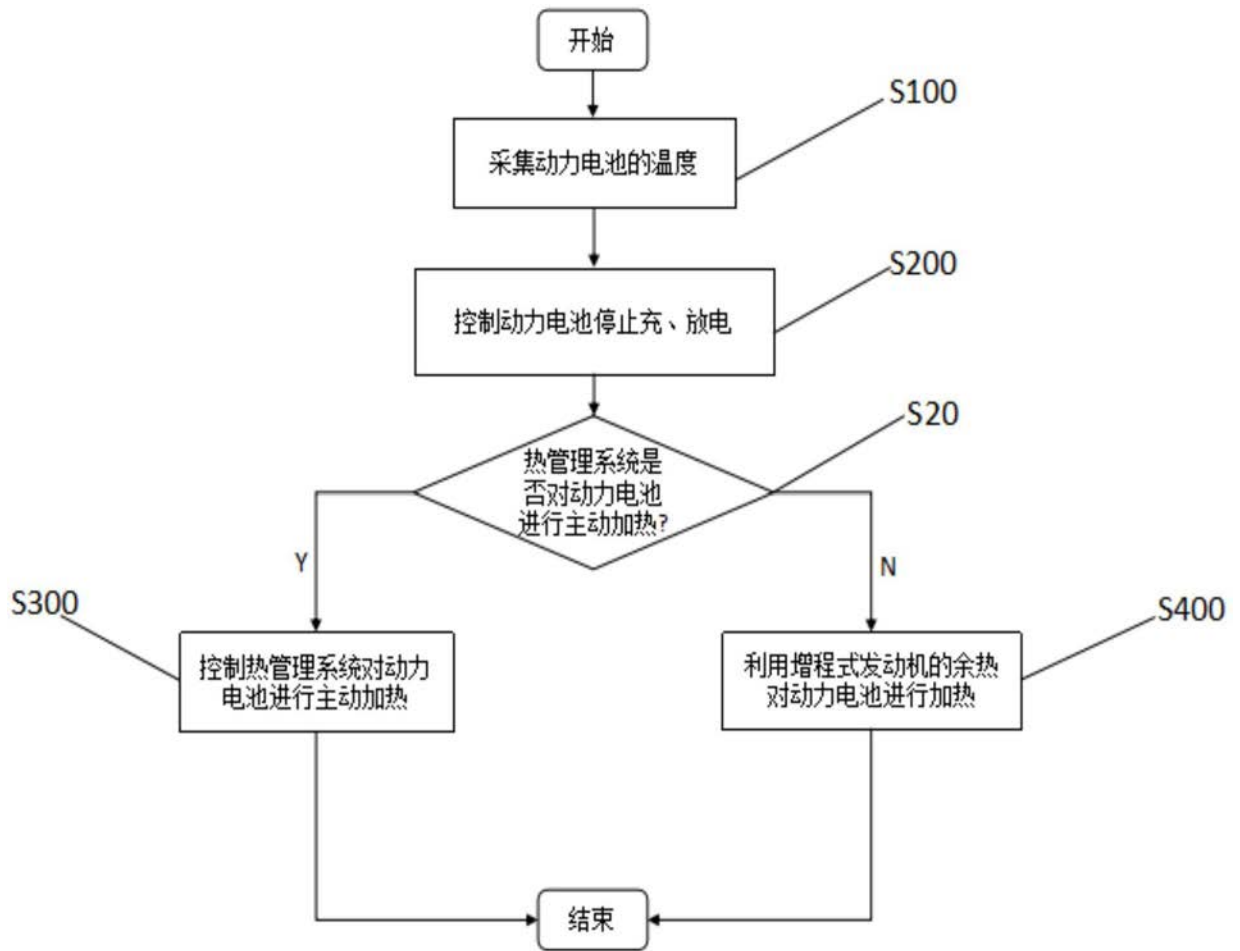 开始
S100
采集动力电池的温度
S200
控制动力电池停止充、放电
S20
热管理系统是
否对动力电池
进行主动加热?
Y
N
S300
控制热管理系统对动力
电池进行主动加热
S400
利用增程式发动机的余热
对动力电池进行加热
结束